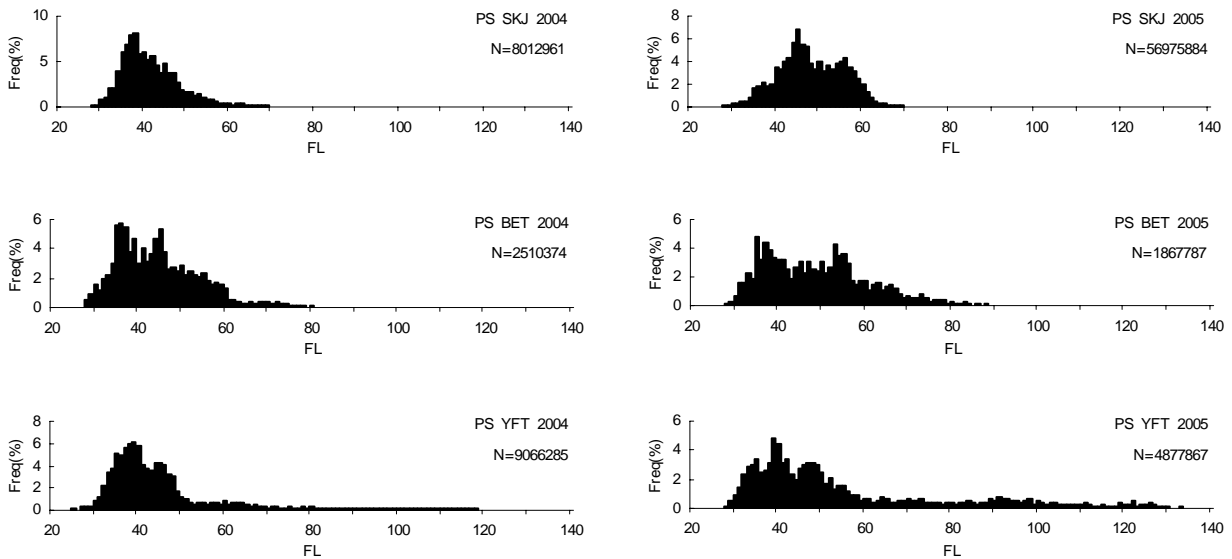 PS SKJ 2004
N=8012961
Freq(%)
10
5
0
20 40 60 80 100 120 140
FL
PS SKJ 2005
N=56975884
Freq(%)
8
6
4
2
0
20 40 60 80 100 120 140
FL
PS BET 2004
N=2510374
Freq(%)
6
4
2
0
20 40 60 80 100 120 140
FL
PS BET 2005
N=1867787
Freq(%)
6
4
2
0
20 40 60 80 100 120 140
FL
PS YFT 2004
N=9066285
Freq(%)
8
6
4
2
0
20 40 60 80 100 120 140
FL
PS YFT 2005
N=4877867
Freq(%)
6
4
2
0
20 40 60 80 100 120 140
FL